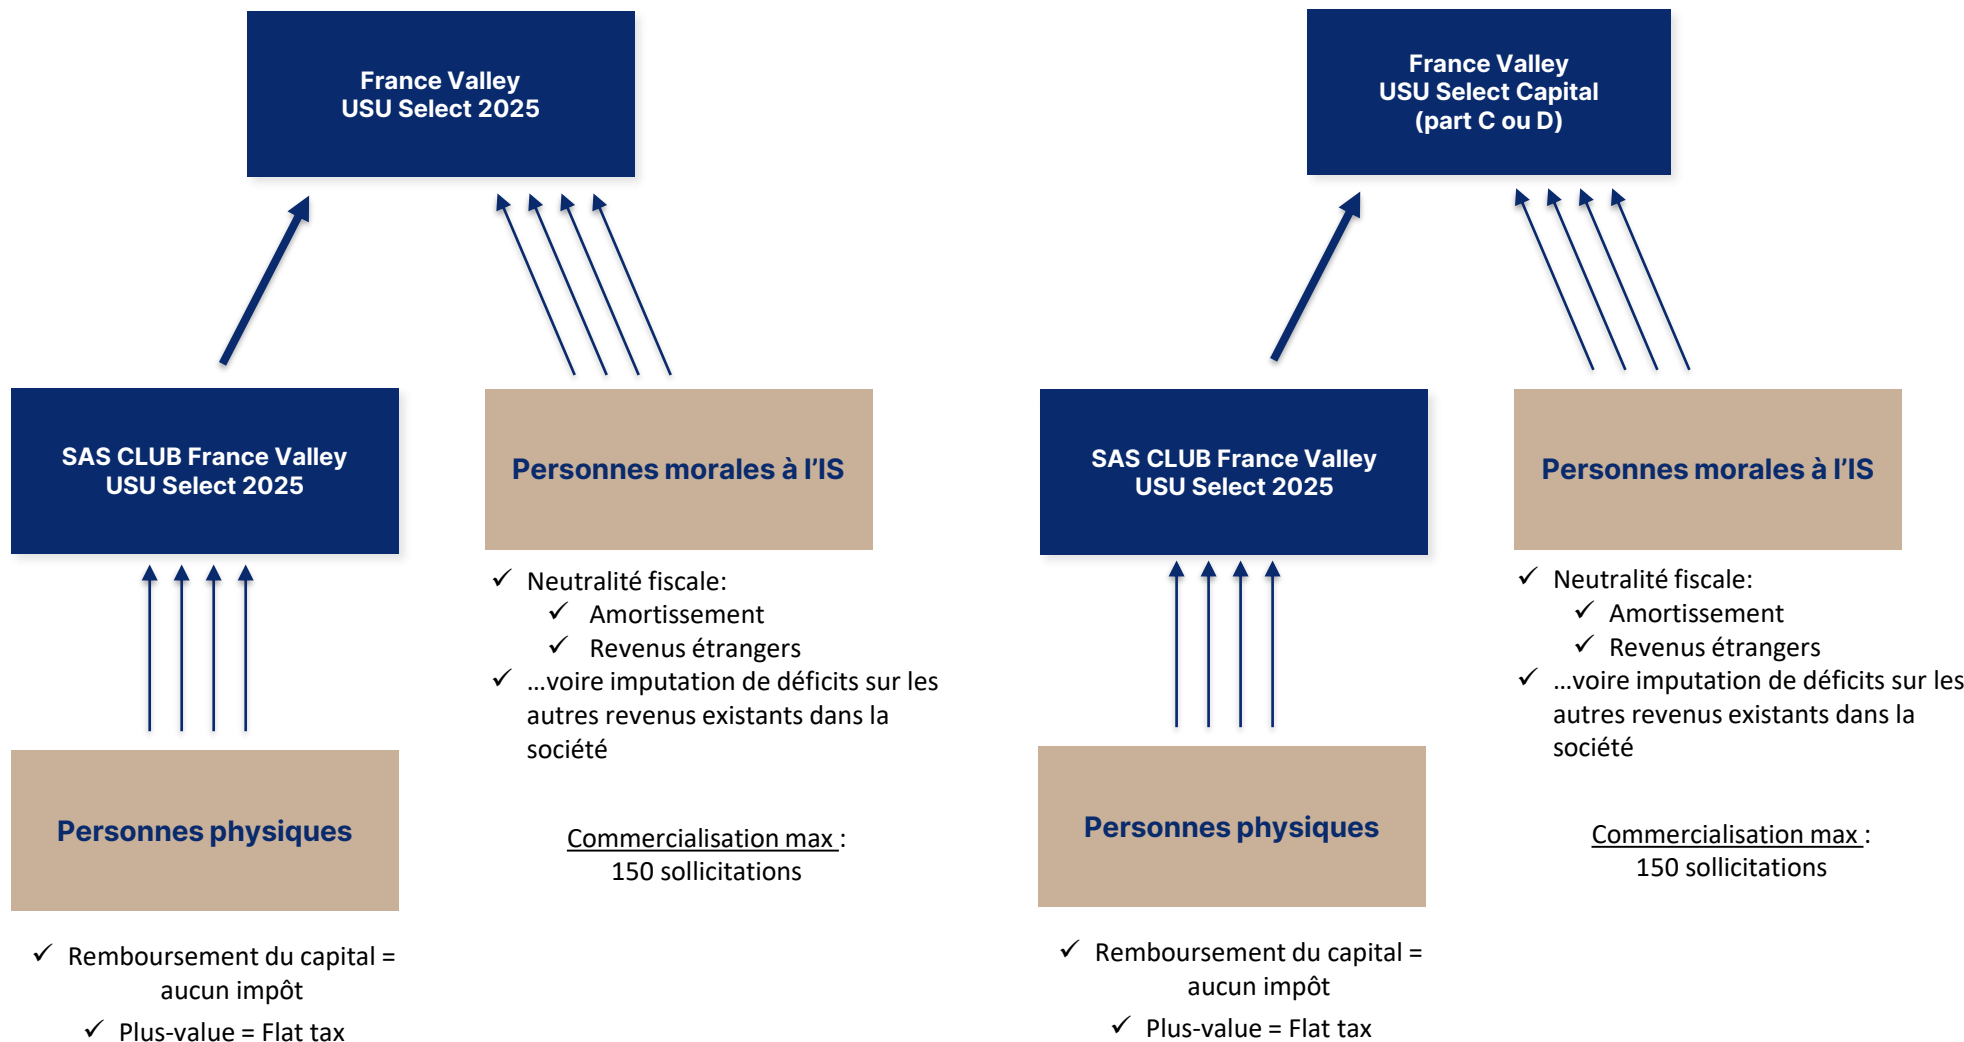 France Valley
USU Select 2025
SAS CLUB France Valley
USU Select 2025
Personnes morales à l'IS
✓ Neutralité fiscale:
✓ Amortissement
✓ Revenus étrangers
✓ …voire imputation de déficits sur les
autres revenus existants dans la
société
Commercialisation max :
150 sollicitations
Personnes physiques
✓ Remboursement du capital =
aucun impôt
✓ Plus-value = Flat tax
France Valley
USU Select Capital
(part C ou D)
SAS CLUB France Valley
USU Select 2025
Personnes morales à l'IS
✓ Neutralité fiscale:
✓ Amortissement
✓ Revenus étrangers
✓ …voire imputation de déficits sur les
autres revenus existants dans la
société
Commercialisation max :
150 sollicitations
Personnes physiques
✓ Remboursement du capital =
aucun impôt
✓ Plus-value = Flat tax